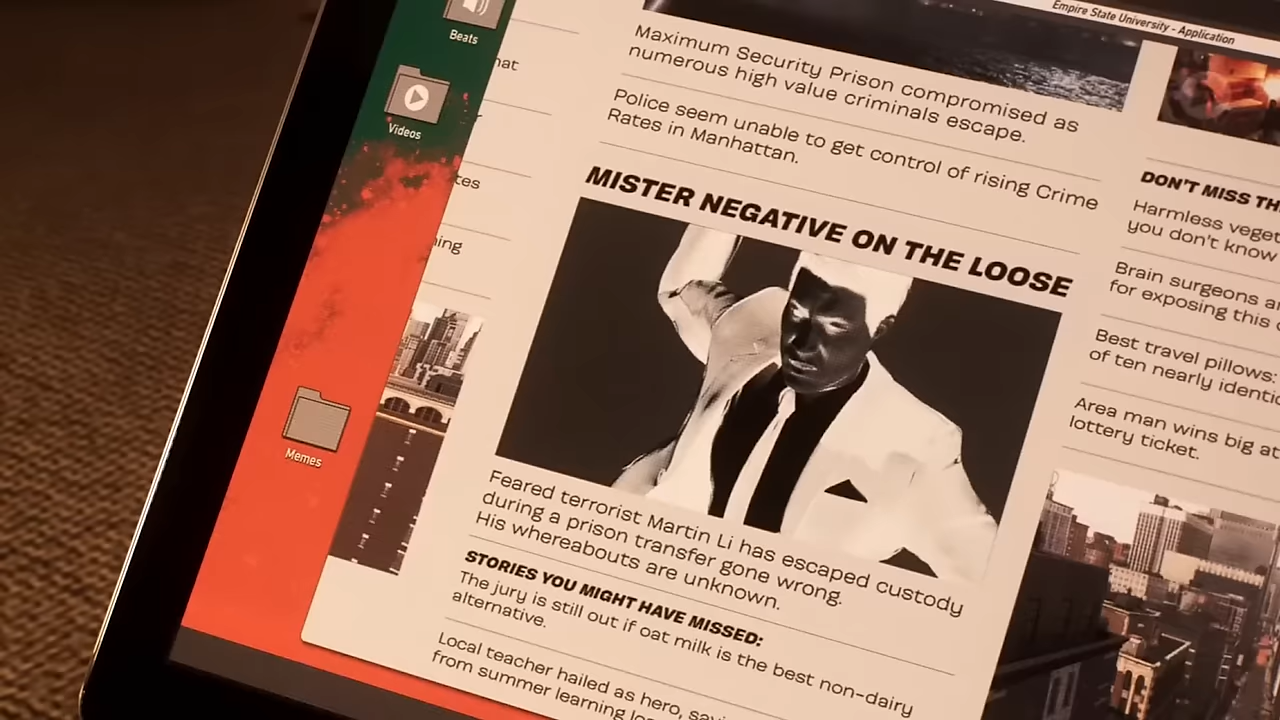 Empire State University - Application
Beats
Videos
Memes
Maximum Security Prison compromised as
numerous high value criminals escape.
Police seem unable to get control of rising Crime
Rates in Manhattan.
MISTER NEGATIVE ON THE LOOSE
Feared terrorist Martin Li has escaped custody
during a prison transfer gone wrong.
His whereabouts are unknown.
STORIES YOU MIGHT HAVE MISSED:
The jury is still out if oat milk is the best non-dairy
alternative.
Local teacher hailed as hero,
from summer learning
DON'T MISS
Harmless
you don't know
Brain surgeons
for exposing this
Best travel pillows:
of ten nearly
Area man wins big at
lottery ticket.